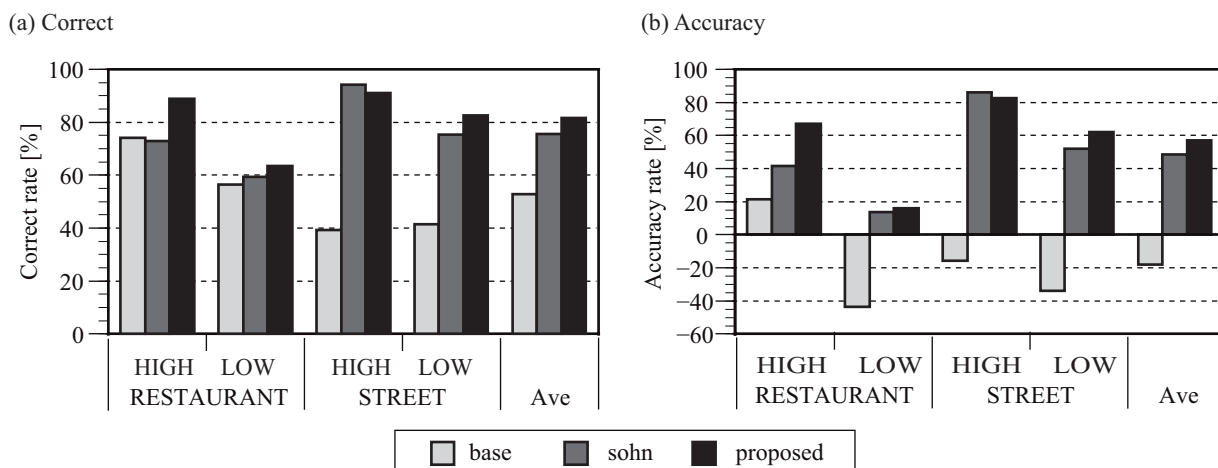 (a) Correct
Correct rate [%]
100
80
60
40
20
0
HIGH LOW HIGH LOW
RESTAURANT STREET Ave
(b) Accuracy
Accuracy rate [%]
100
80
60
40
20
0
−20
−40
−60
HIGH LOW HIGH LOW
RESTAURANT STREET Ave
base sohn proposed